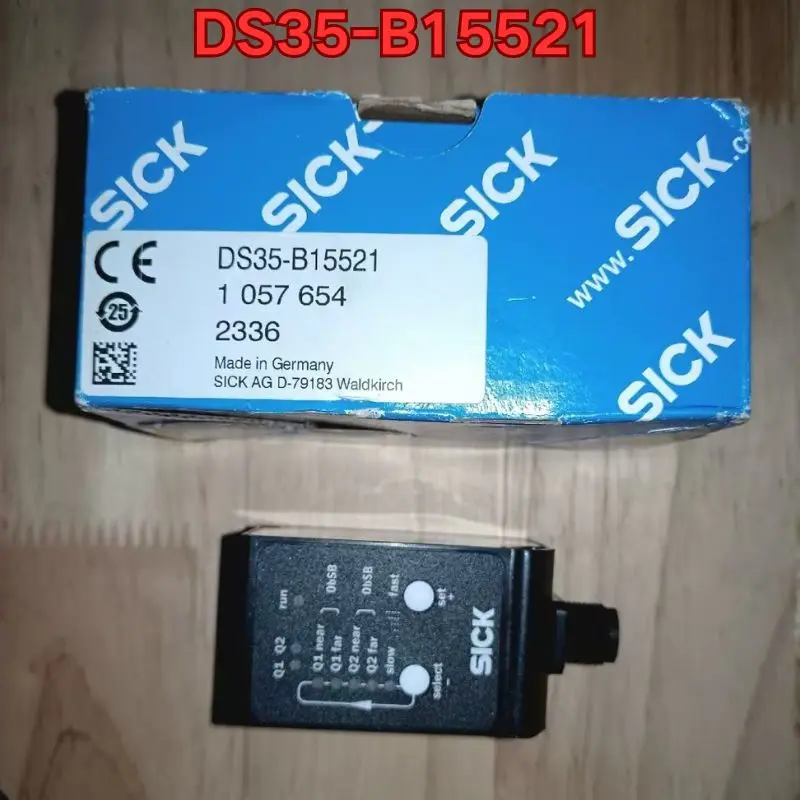 DS35-B15521
SICK
SICK
SICK
www.SICK.c
SICK
CE
25
DS35-B15521
1 057 654
2336
Made in Germany
SICK AG D-79183 Waldkirch
Q1 Q2
run
Q1 near
Q1 far
ObSB
Q2 near
Q2 far
ObSB
slow
fast
select
-
set
+
SICK